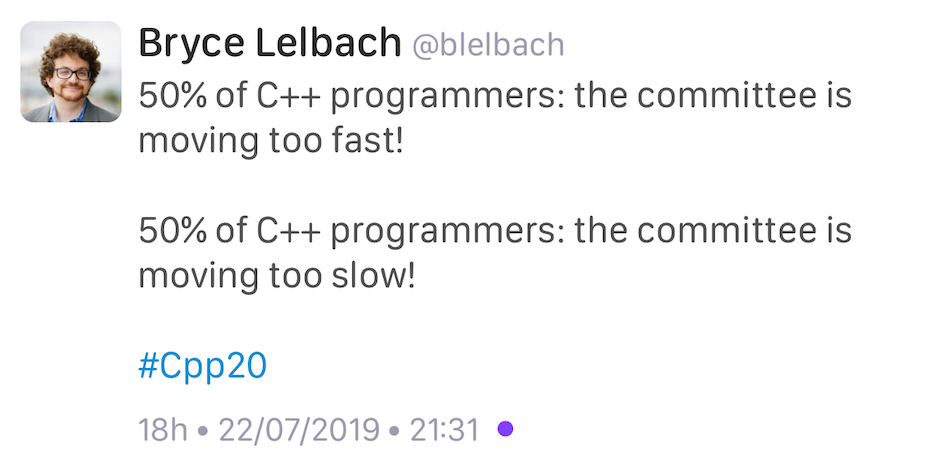 Bryce Lelbach @blelbach
50% of C++ programmers: the committee is
moving too fast!
50% of C++ programmers: the committee is
moving too slow!
#Cpp20
18h • 22/07/2019 • 21:31